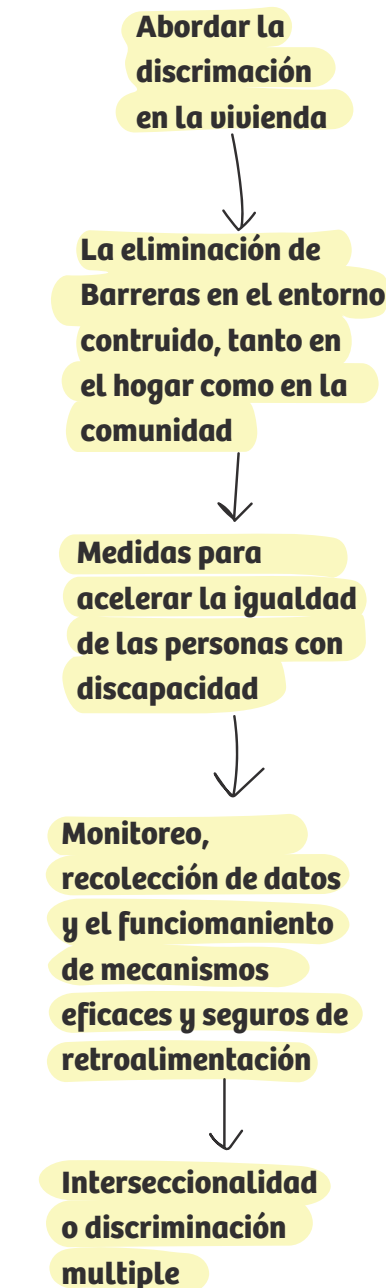 Abordar la
discrimación
en la vivienda
La eliminación de
Barreras en el entorno
contruido, tanto en
el hogar como en la
comunidad
Medidas para
acelerar la igualdad
de las personas con
discapacidad
Monitoreo,
recolección de datos
y el funciomaniento
de mecanismos
eficaces y seguros de
retroalimentación
Interseccionalidad
o discriminación
multiple